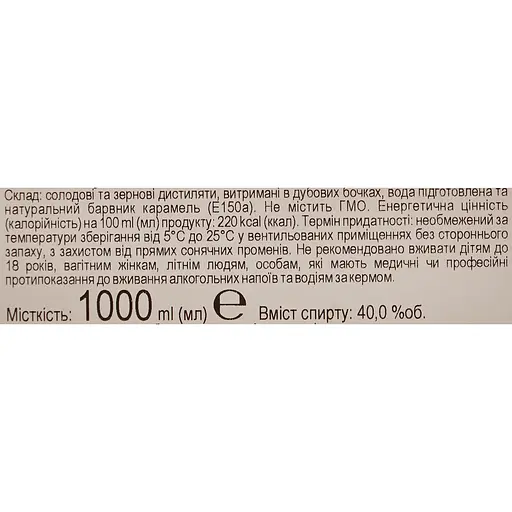 Склад: солодові та зернові дистиляти, витримані в дубових бочках, вода підготовлена та
натуральний барвник карамель (E150a). Не містить ГМО. Енергетична цінність
(калорійність) на 100 ml (мл) продукту: 220 kcal (ккал). Термін придатності: необмежений за
температури зберігання від 5°C до 25°C у вентильованих приміщеннях без стороннього
запаху, з захистом від прямих сонячних променів. Не рекомендовано вживати дітям до
18 років, вагітним жінкам, літнім людям, особам, які мають медичні чи професійні
протипоказання до вживання алкогольних напоїв та водіям за кермом.
Місткість: 1000 ml (мл) ℮ Вміст спирту: 40,0 %об.